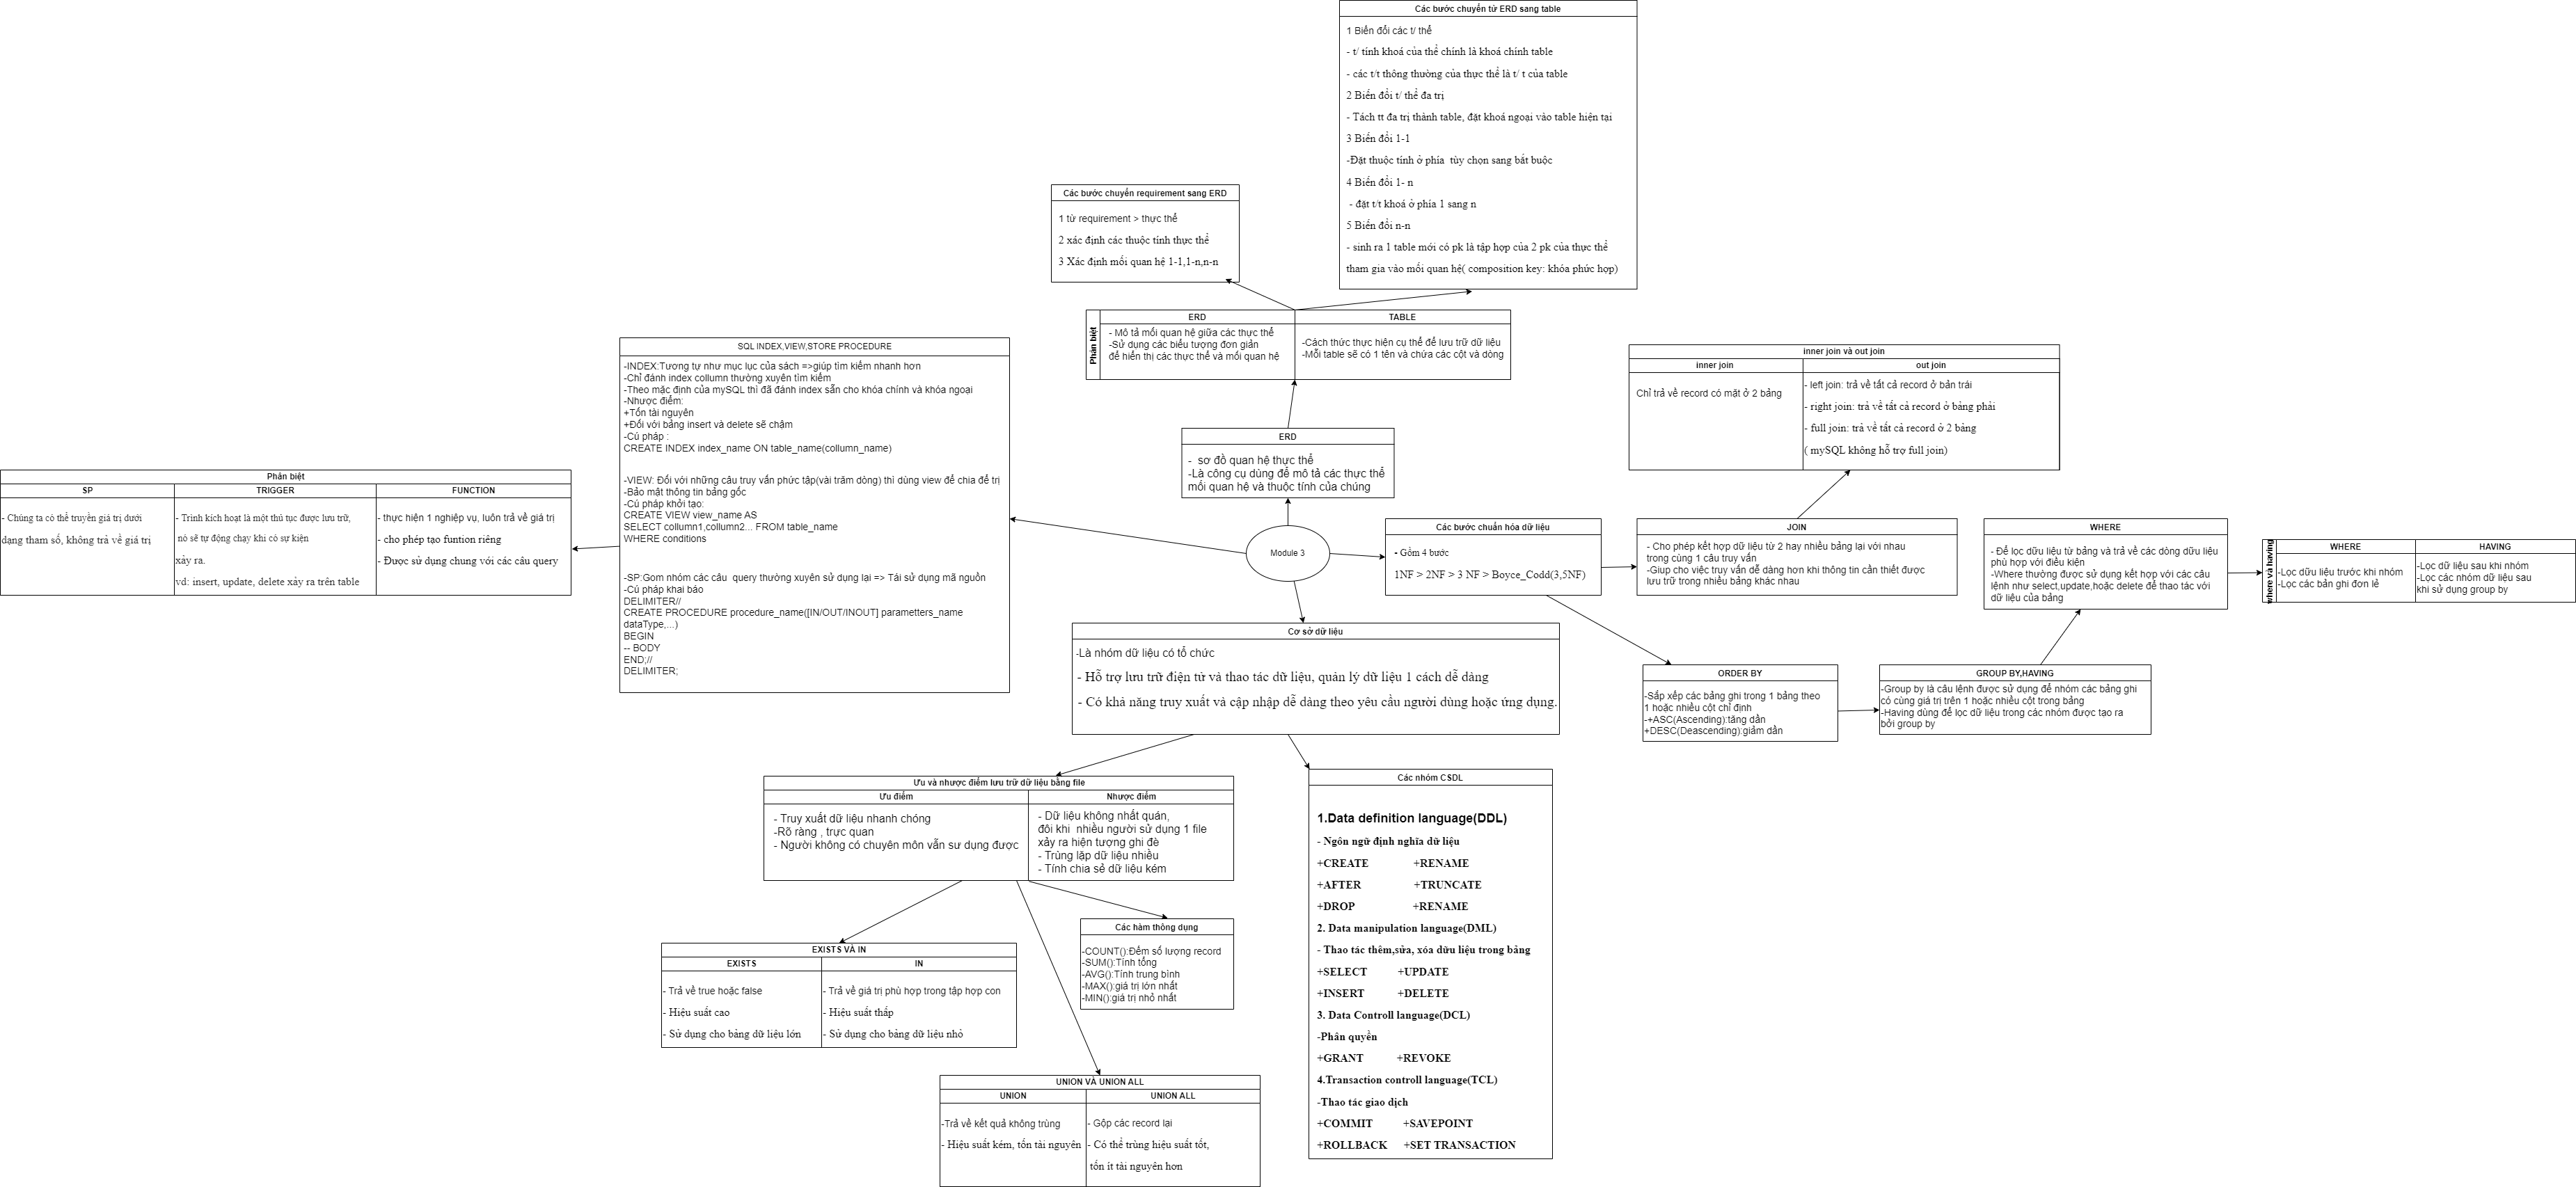 Các bước chuyển từ ERD sang table
1 Biến đổi các t/ thể
- t/ tính khoá của thể chính là khoá chính table
- các t/t thông thường của thực thể là t/ t của table
2 Biến đổi t/ thể đa trị
- Tách tt đa trị thành table, đặt khoá ngoại vào table hiện tại
3 Biến đổi 1-1
-Đặt thuộc tính ở phía tùy chọn sang bắt buộc
4 Biến đổi 1- n
- đặt t/t khoá ở phía 1 sang n
5 Biến đổi n-n
- sinh ra 1 table mới có pk là tập hợp của 2 pk của thực thể
tham gia vào mối quan hệ( composition key: khóa phức hợp)
Các bước chuyển requirement sang ERD
1 từ requirement > thực thể
2 xác định các thuộc tính thực thể
3 Xác định mối quan hệ 1-1,1-n,n-n
Phân biệt
ERD
- Mô tả mối quan hệ giữa các thực thể
-Sử dụng các biểu tượng đơn giản
để hiển thị các thực thể và mối quan hệ
TABLE
-Cách thức thực hiện cụ thể để lưu trữ dữ liệu
-Mỗi table sẽ có 1 tên và chứa các cột và dòng
ERD
- sơ đồ quan hệ thực thể
-Là công cụ dùng để mô tả các thực thể
mối quan hệ và thuộc tính của chúng
Module 3
SQL INDEX,VIEW,STORE PROCEDURE
-INDEX:Tương tự như mục lục của sách =>giúp tìm kiếm nhanh hơn
-Chỉ đánh index collumn thường xuyên tìm kiếm
-Theo mặc định của mySQL thì đã đánh index sẵn cho khóa chính và khóa ngoại
-Nhược điểm:
+Tốn tài nguyên
+Đối với bảng insert và delete sẽ chậm
-Cú pháp :
CREATE INDEX index_name ON table_name(collumn_name)
-VIEW: Đối với những câu truy vấn phức tập(vài trăm dòng) thì dùng view để chia để trị
-Bảo mật thông tin bảng gốc
-Cú pháp khởi tạo:
CREATE VIEW view_name AS
SELECT collumn1,collumn2... FROM table_name
WHERE conditions
-SP:Gom nhóm các câu query thường xuyên sử dụng lại => Tái sử dụng mã nguồn
-Cú pháp khai báo
DELIMITER//
CREATE PROCEDURE procedure_name([IN/OUT/INOUT] parametters_name
dataType,...)
BEGIN
-- BODY
END;//
DELIMITER;
Phân biệt
SP
- Chúng ta có thể truyền giá trị dưới
dạng tham số, không trả về giá trị
TRIGGER
- Trình kích hoạt là một thủ tục được lưu trữ,
nó sẽ tự động chạy khi có sự kiện
xảy ra.
vd: insert, update, delete xảy ra trên table
FUNCTION
- thực hiện 1 nghiệp vụ, luôn trả về giá trị
- cho phép tạo funtion riêng
- Được sử dụng chung với các câu query
Các bước chuẩn hóa dữ liệu
- Gồm 4 bước
1NF > 2NF > 3 NF > Boyce_Codd(3,5NF)
JOIN
- Cho phép kết hợp dữ liệu từ 2 hay nhiều bảng lại với nhau
trong cùng 1 câu truy vấn
-Giup cho việc truy vấn dễ dàng hơn khi thông tin cần thiết được
lưu trữ trong nhiều bảng khác nhau
inner join và out join
inner join
Chỉ trả về record có mặt ở 2 bảng
out join
- left join: trả về tất cả record ở bản trái
- right join: trả về tất cả record ở bảng phải
- full join: trả về tất cả record ở 2 bảng
( mySQL không hỗ trợ full join)
WHERE
- Để lọc dữu liệu từ bảng và trả về các dòng dữu liệu
phù hợp với điều kiện
-Where thường được sử dụng kết hợp với các câu
lệnh như select,update,hoặc delete để thao tác với
dữ liệu của bảng
where và having
WHERE
-Lọc dữu liệu trước khi nhóm
-Lọc các bản ghi đơn lẻ
HAVING
-Lọc dữ liệu sau khi nhóm
-Lọc các nhóm dữ liệu sau
khi sử dụng group by
ORDER BY
-Sắp xếp các bảng ghi trong 1 bảng theo
1 hoặc nhiều cột chỉ định
-+ASC(Ascending):tăng dần
+DESC(Deascending):giảm dần
GROUP BY,HAVING
-Group by là câu lệnh được sử dụng để nhóm các bảng ghi
có cùng giá trị trên 1 hoặc nhiều cột trong bảng
-Having dùng để lọc dữ liệu trong các nhóm được tạo ra
bởi group by
Cơ sở dữ liệu
-Là nhóm dữ liệu có tổ chức
- Hỗ trợ lưu trữ điện tử và thao tác dữ liệu, quản lý dữ liệu 1 cách dễ dàng
- Có khả năng truy xuất và cập nhập dễ dàng theo yêu cầu người dùng hoặc ứng dụng.
Ưu và nhược điểm lưu trữ dữ liệu bằng file
Ưu điểm
- Truy xuất dữ liệu nhanh chóng
-Rõ ràng , trực quan
- Người không có chuyên môn vẫn sư dụng được
Nhược điểm
- Dữ liệu không nhất quán,
đôi khi nhiều người sử dụng 1 file
xảy ra hiện tượng ghi đè
- Trùng lặp dữ liệu nhiều
- Tính chia sẻ dữ liệu kém
Các nhóm CSDL
1.Data definition language(DDL)
- Ngôn ngữ định nghĩa dữ liệu
+CREATE +RENAME
+AFTER +TRUNCATE
+DROP +RENAME
2. Data manipulation language(DML)
- Thao tác thêm,sửa, xóa dữu liệu trong bảng
+SELECT +UPDATE
+INSERT +DELETE
3. Data Controll language(DCL)
-Phân quyền
+GRANT +REVOKE
4.Transaction controll language(TCL)
-Thao tác giao dịch
+COMMIT +SAVEPOINT
+ROLLBACK +SET TRANSACTION
Các hàm thông dụng
-COUNT():Đếm số lượng record
-SUM():Tính tổng
-AVG():Tính trung bình
-MAX():giá trị lớn nhất
-MIN():giá trị nhỏ nhất
EXISTS VÀ IN
EXISTS
- Trả về true hoặc false
- Hiệu suất cao
- Sử dụng cho bảng dữ liệu lớn
IN
- Trả về giá trị phù hợp trong tập hợp con
- Hiệu suất thấp
- Sử dụng cho bảng dữ liệu nhỏ
UNION VÀ UNION ALL
UNION
-Trả về kết quả không trùng
- Hiệu suất kém, tốn tài nguyên
UNION ALL
- Gộp các record lại
- Có thể trùng hiệu suất tốt,
tốn ít tài nguyên hơn